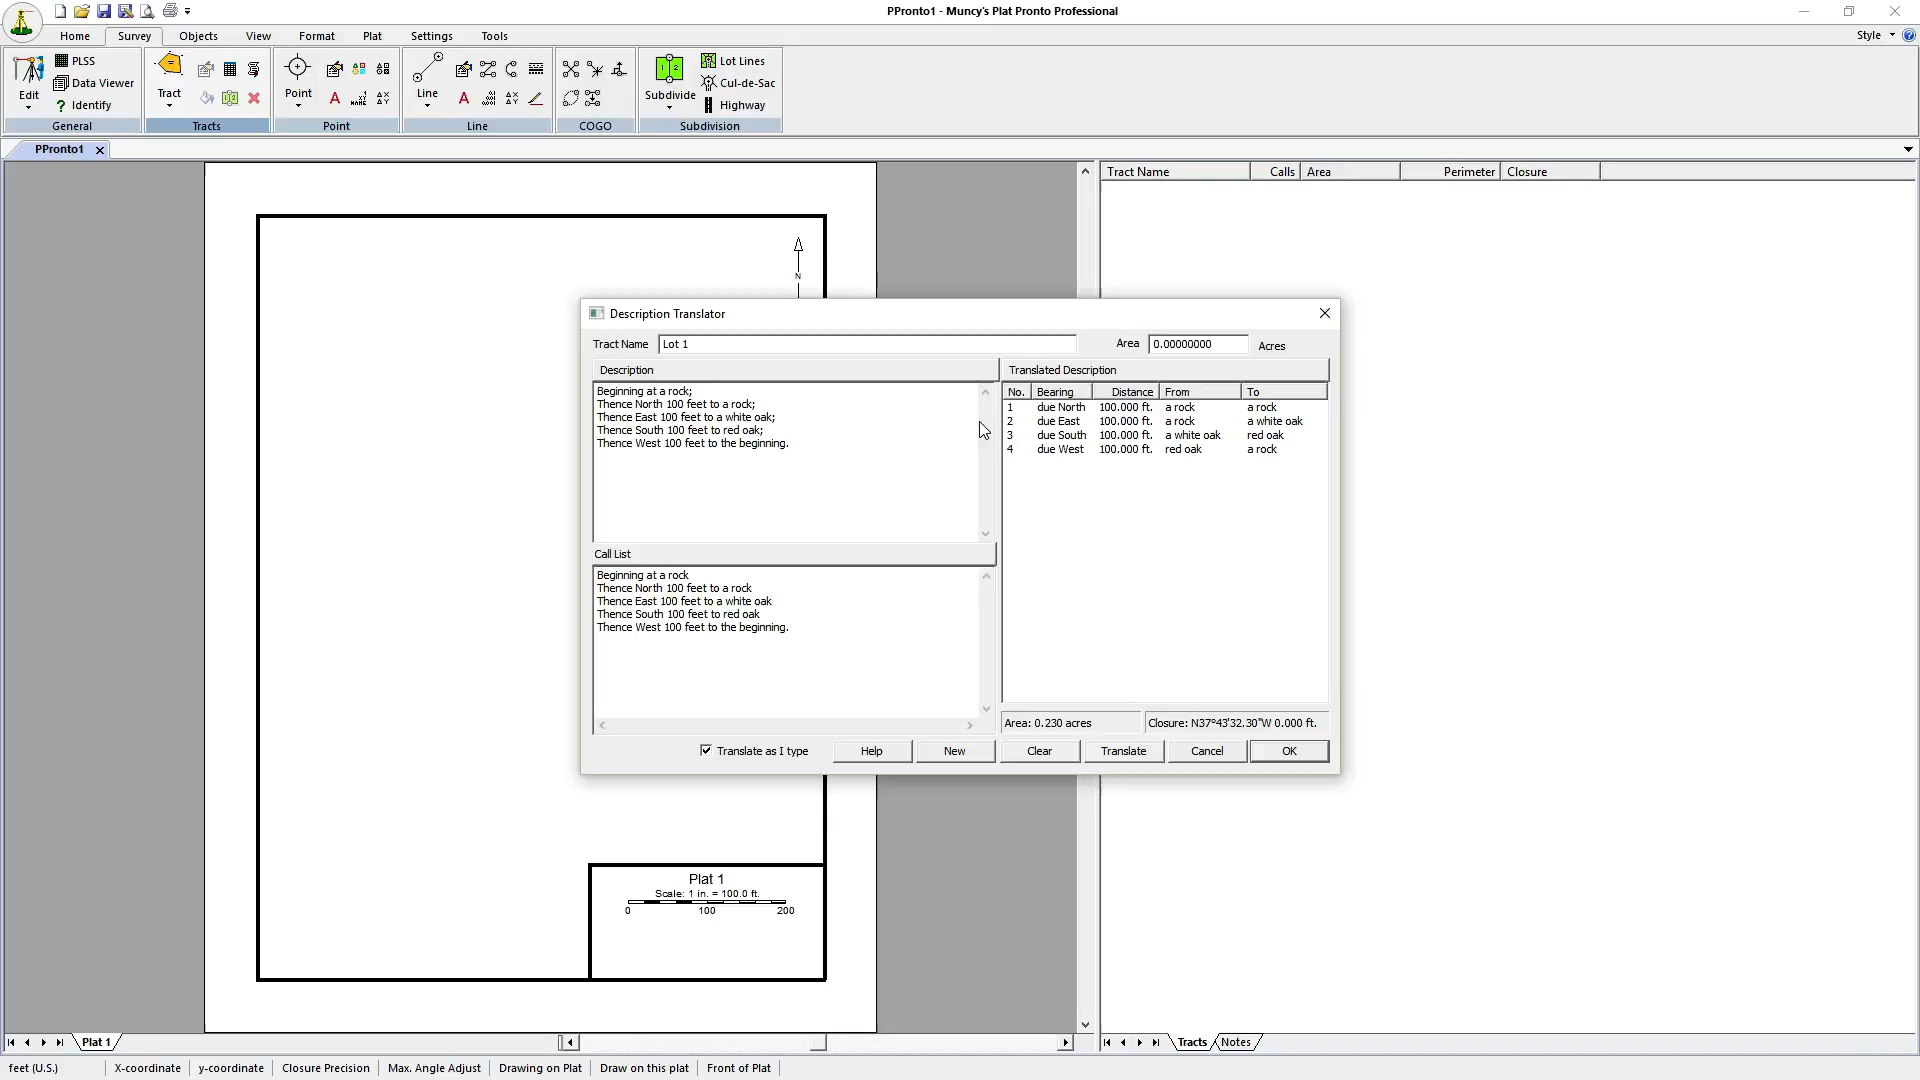 PPronto1 - Muncy's Plat Pronto Professional
Home Survey Objects View Format Plat Settings Tools Style
PLSS
Data Viewer
Identify
Edit
General
Tract
Tracts
Point
Point
Line
Line
COGO
Subdivide
Lot Lines
Cul-de-Sac
Highway
Subdivision
PPronto1
Tract Name Calls Area Perimeter Closure
N
Description Translator
Tract Name Lot 1 Area 0.00000000 Acres
Description
Beginning at a rock;
Thence North 100 feet to a rock;
Thence East 100 feet to a white oak;
Thence South 100 feet to red oak;
Thence West 100 feet to the beginning.
Call List
Beginning at a rock
Thence North 100 feet to a rock
Thence East 100 feet to a white oak
Thence South 100 feet to red oak
Thence West 100 feet to the beginning.
Translated Description
No. Bearing Distance From To
1 due North 100.000 ft. a rock a rock
2 due East 100.000 ft. a rock a white oak
3 due South 100.000 ft. a white oak red oak
4 due West 100.000 ft. red oak a rock
Area: 0.230 acres Closure: N37°43'32.30"W 0.000 ft.
Translate as I type Help New Clear Translate Cancel OK
Plat 1
Scale: 1 in. = 100.0 ft.
0 100 200
Plat 1
Tracts Notes
feet (U.S.) X-coordinate y-coordinate Closure Precision Max. Angle Adjust Drawing on Plat Draw on this plat Front of Plat